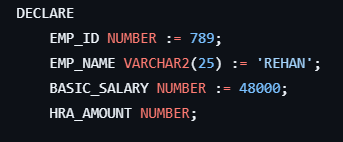 DECLARE
EMP_ID NUMBER := 789;
EMP_NAME VARCHAR2(25) := 'REHAN';
BASIC_SALARY NUMBER := 48000;
HRA_AMOUNT NUMBER;